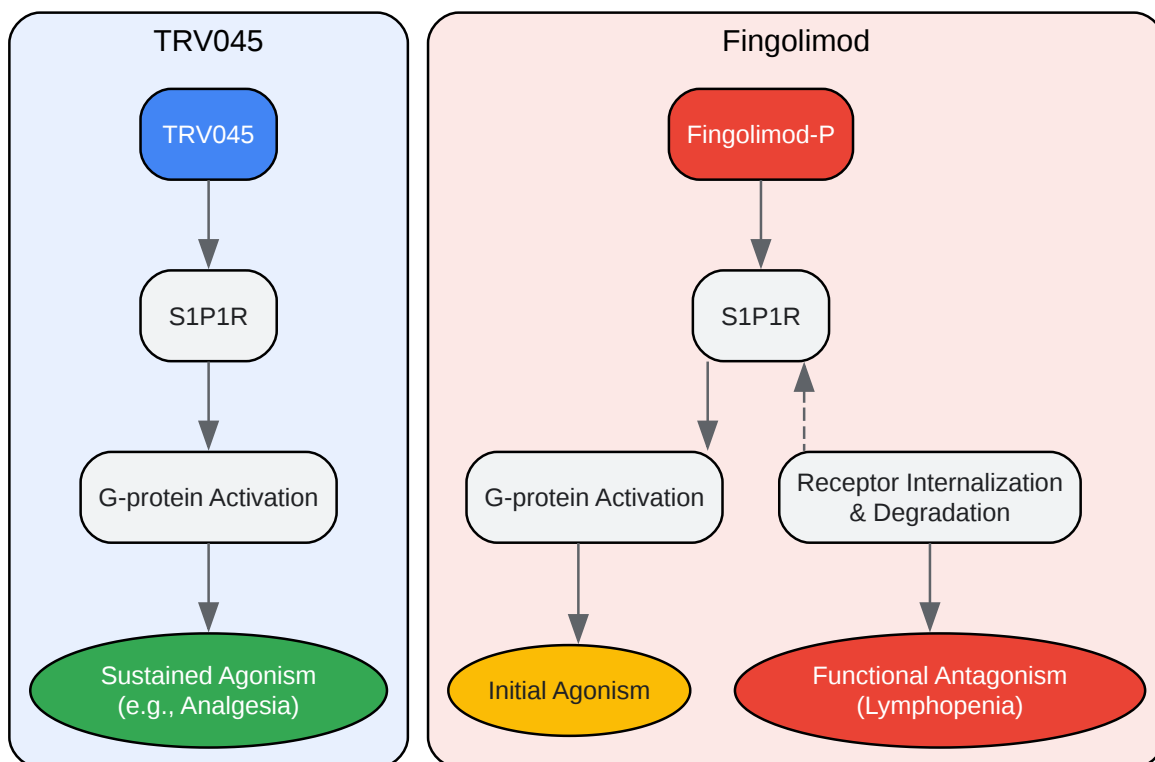 TRV045
TRV045
S1P1R
G-protein Activation
Sustained Agonism
(e.g., Analgesia)
Fingolimod
Fingolimod-P
S1P1R
G-protein Activation
Receptor Internalization
& Degradation
Initial Agonism
Functional Antagonism
(Lymphopenia)